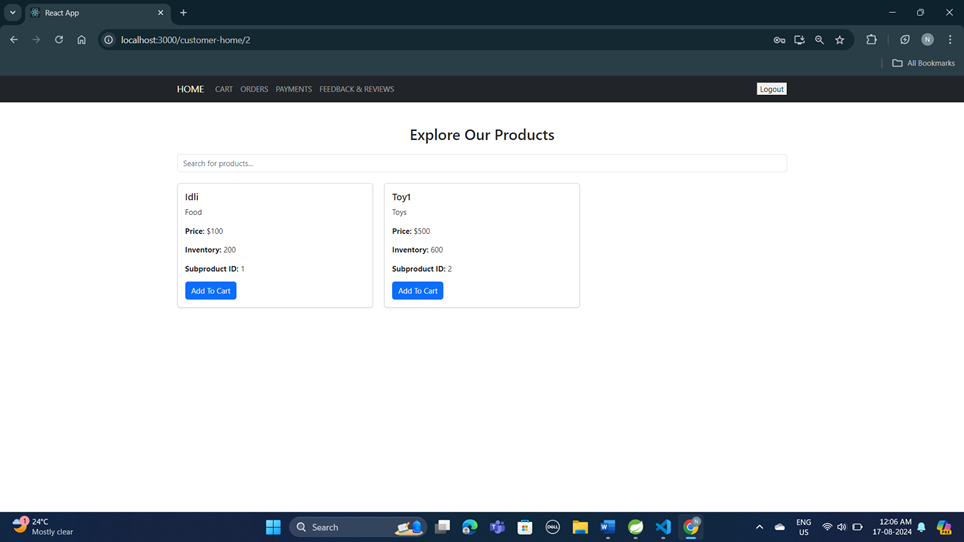 React App
localhost:3000/customer-home/2
N
All Bookmarks
HOME CART ORDERS PAYMENTS FEEDBACK & REVIEWS Logout
Explore Our Products
Search for products...
Idli
Food
Price: $100
Inventory: 200
Subproduct ID: 1
Add To Cart
Toy1
Toys
Price: $500
Inventory: 600
Subproduct ID: 2
Add To Cart
1
24°C
Mostly clear
Search
DELL
N
ENG
US
12:06 AM
17-08-2024